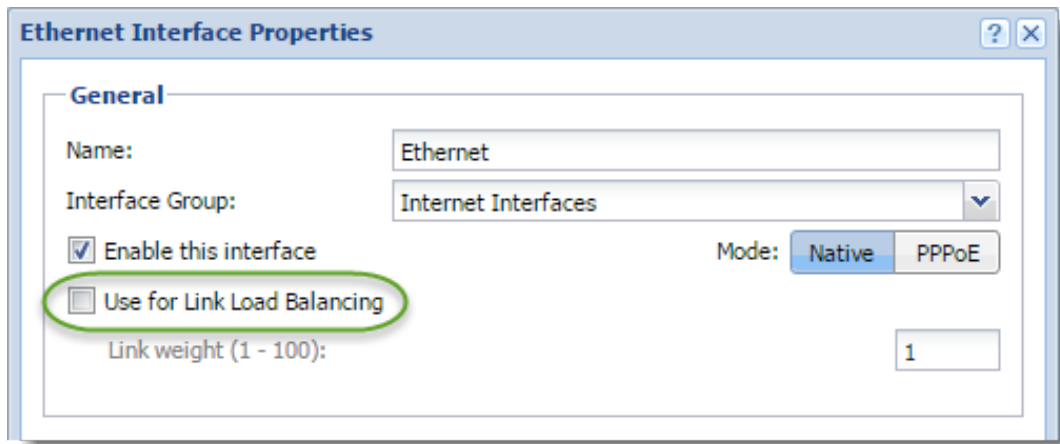 Ethernet Interface Properties
?
General
Name: Ethernet
Interface Group: Internet Interfaces
Enable this interface Mode: Native PPPoE
Use for Link Load Balancing
Link weight (1 - 100): 1